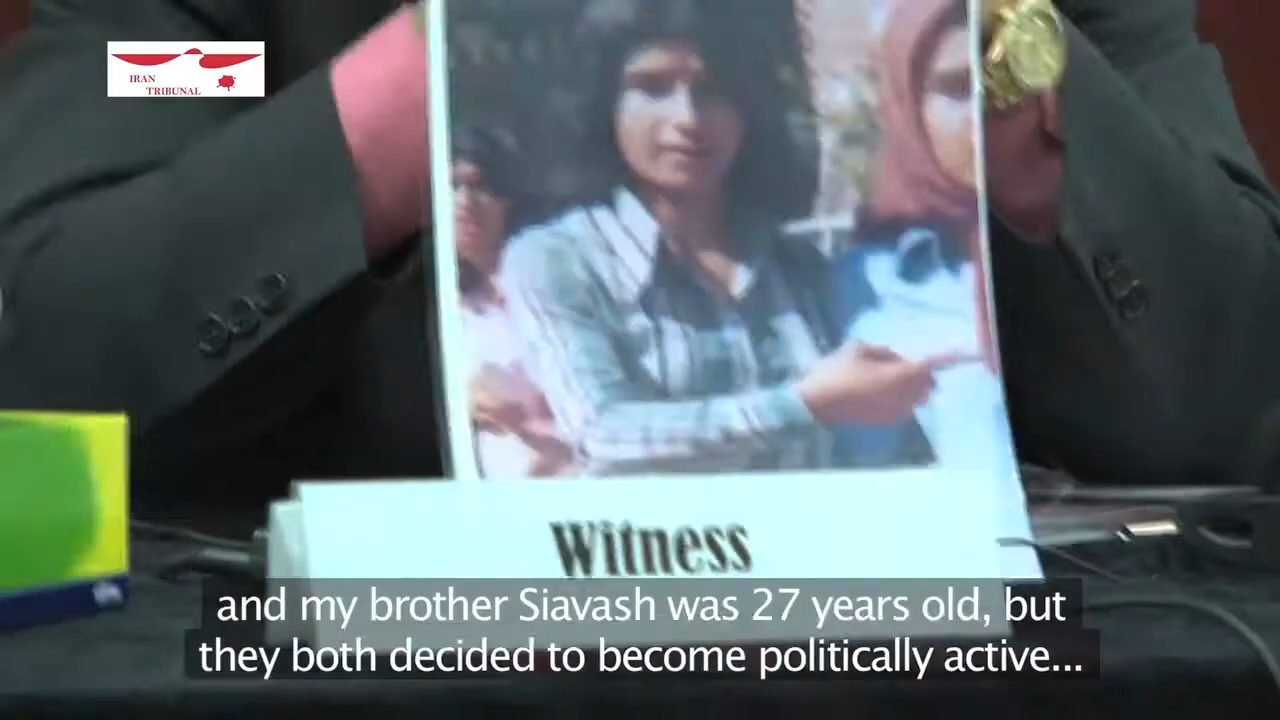 IRAN
TRIBUNAL
Witness
and my brother Siavash was 27 years old, but
they both decided to become politically active...